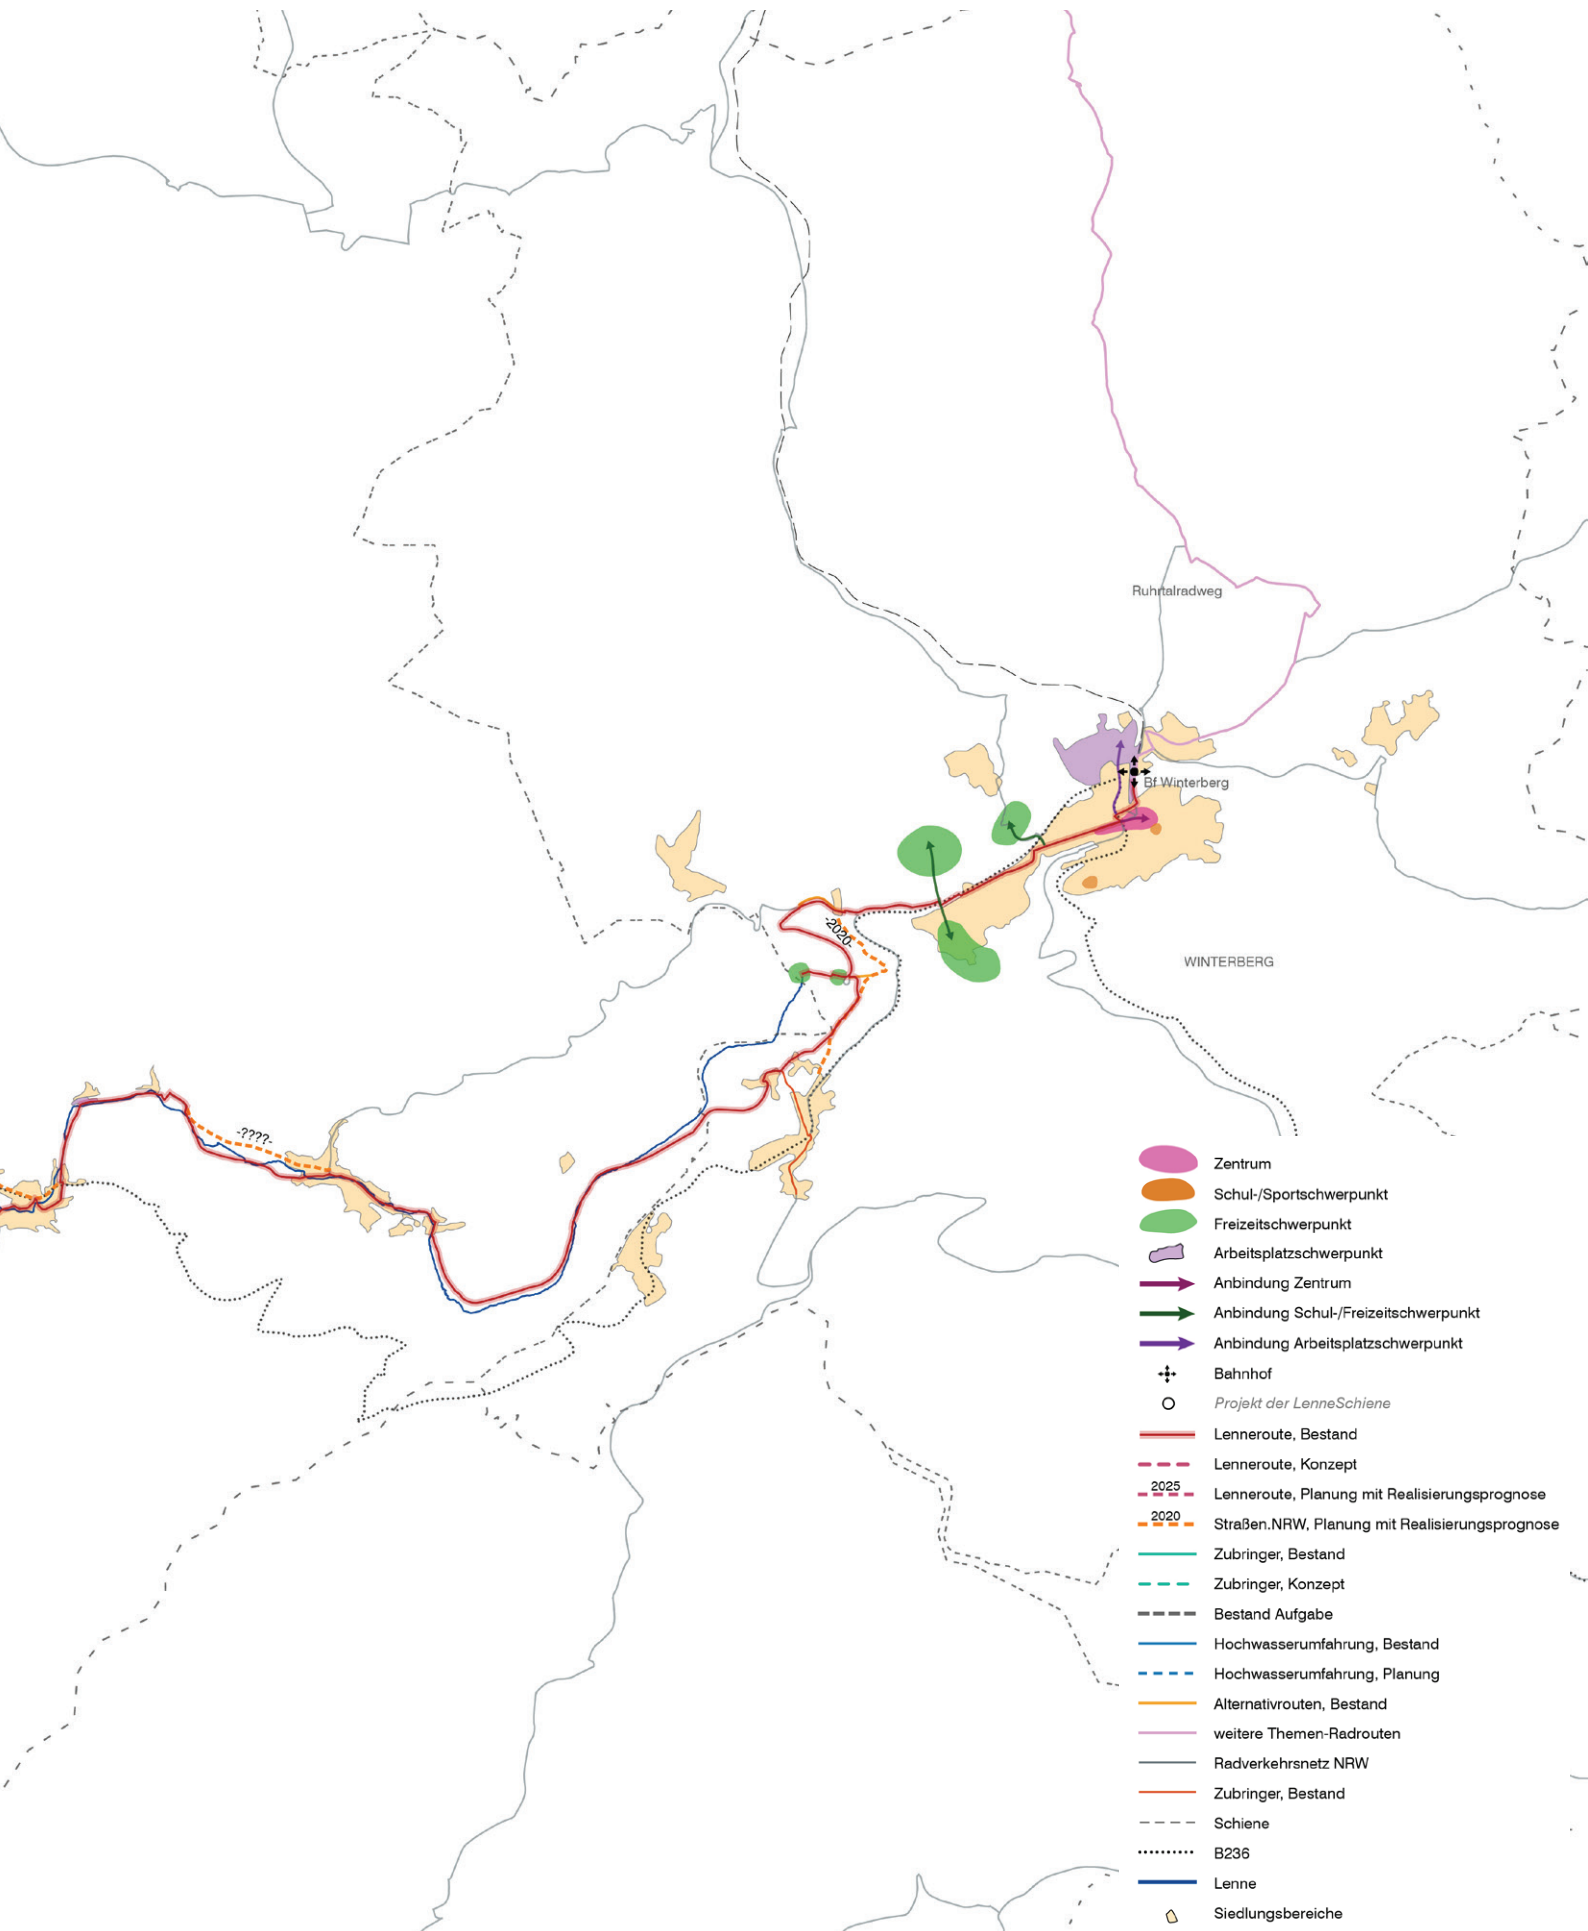 Ruhrtalradweg
Bf Winterberg
-2020-
WINTERBERG
-????-
Zentrum
Schul-/Sportschwerpunkt
Freizeitschwerpunkt
Arbeitsplatzschwerpunkt
Anbindung Zentrum
Anbindung Schul-/Freizeitschwerpunkt
Anbindung Arbeitsplatzschwerpunkt
Bahnhof
Projekt der LenneSchiene
Lenneroute, Bestand
Lenneroute, Konzept
2025 Lenneroute, Planung mit Realisierungsprognose
2020 Straßen.NRW, Planung mit Realisierungsprognose
Zubringer, Bestand
Zubringer, Konzept
Bestand Aufgabe
Hochwasserumfahrung, Bestand
Hochwasserumfahrung, Planung
Alternativrouten, Bestand
weitere Themen-Radrouten
Radverkehrsnetz NRW
Zubringer, Bestand
Schiene
B236
Lenne
Siedlungsbereiche